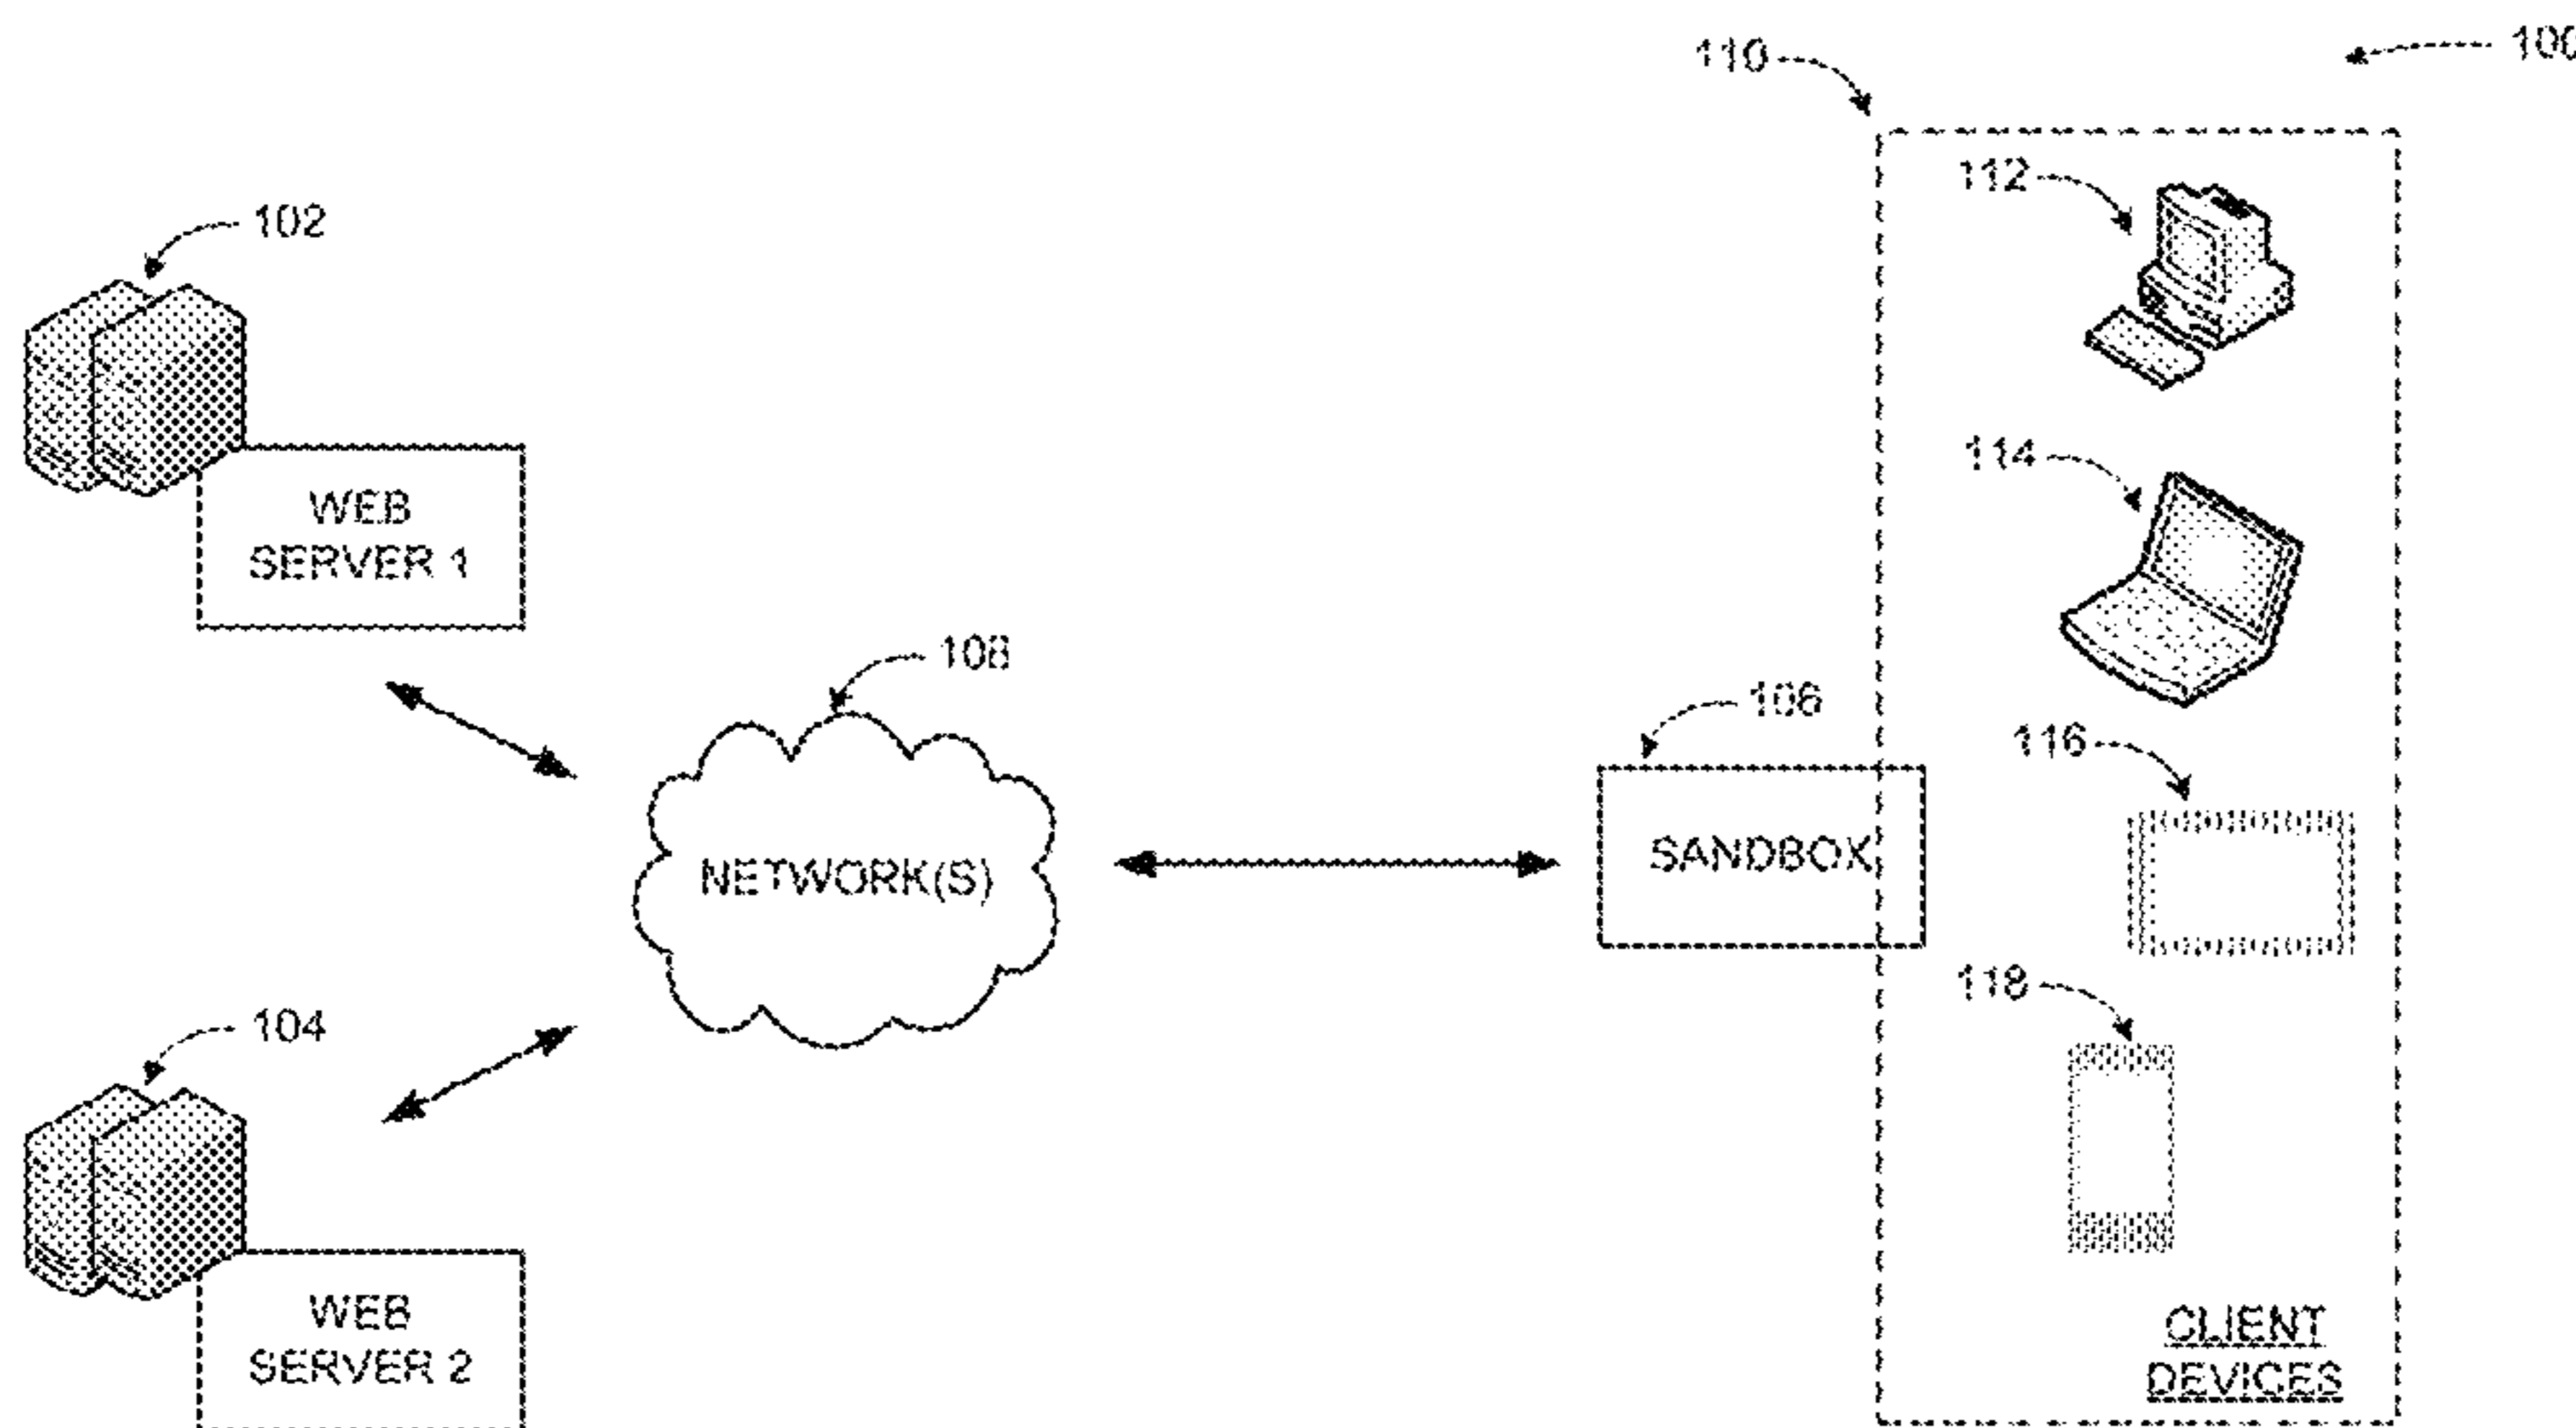 100
110
112
102
114
WEB
SERVER 1
108
106
116
NETWORK(S)
SANDBOX
118
104
WEB
SERVER 2
CLIENT
DEVICES